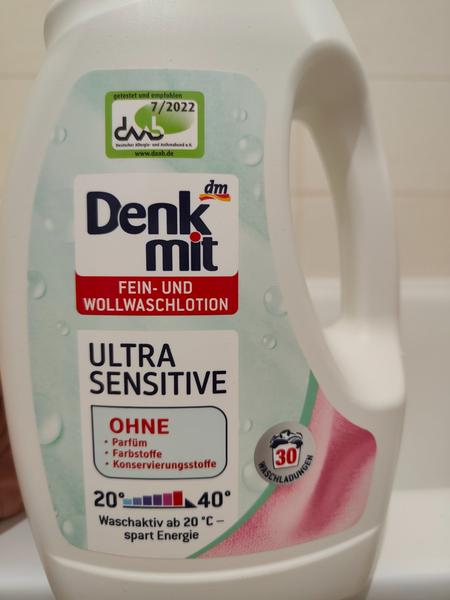 getestet und empfohlen
7/2022
daab
Deutscher Allergie- und Asthmabund e.V.
www.daab.de
dm
Denk
mit
FEIN- UND
WOLLWASCHLOTION
ULTRA
SENSITIVE
OHNE
• Parfüm
• Farbstoffe
• Konservierungsstoffe
30
WASCHLADUNGEN
20° 40°
Waschaktiv ab 20 °C –
spart Energie